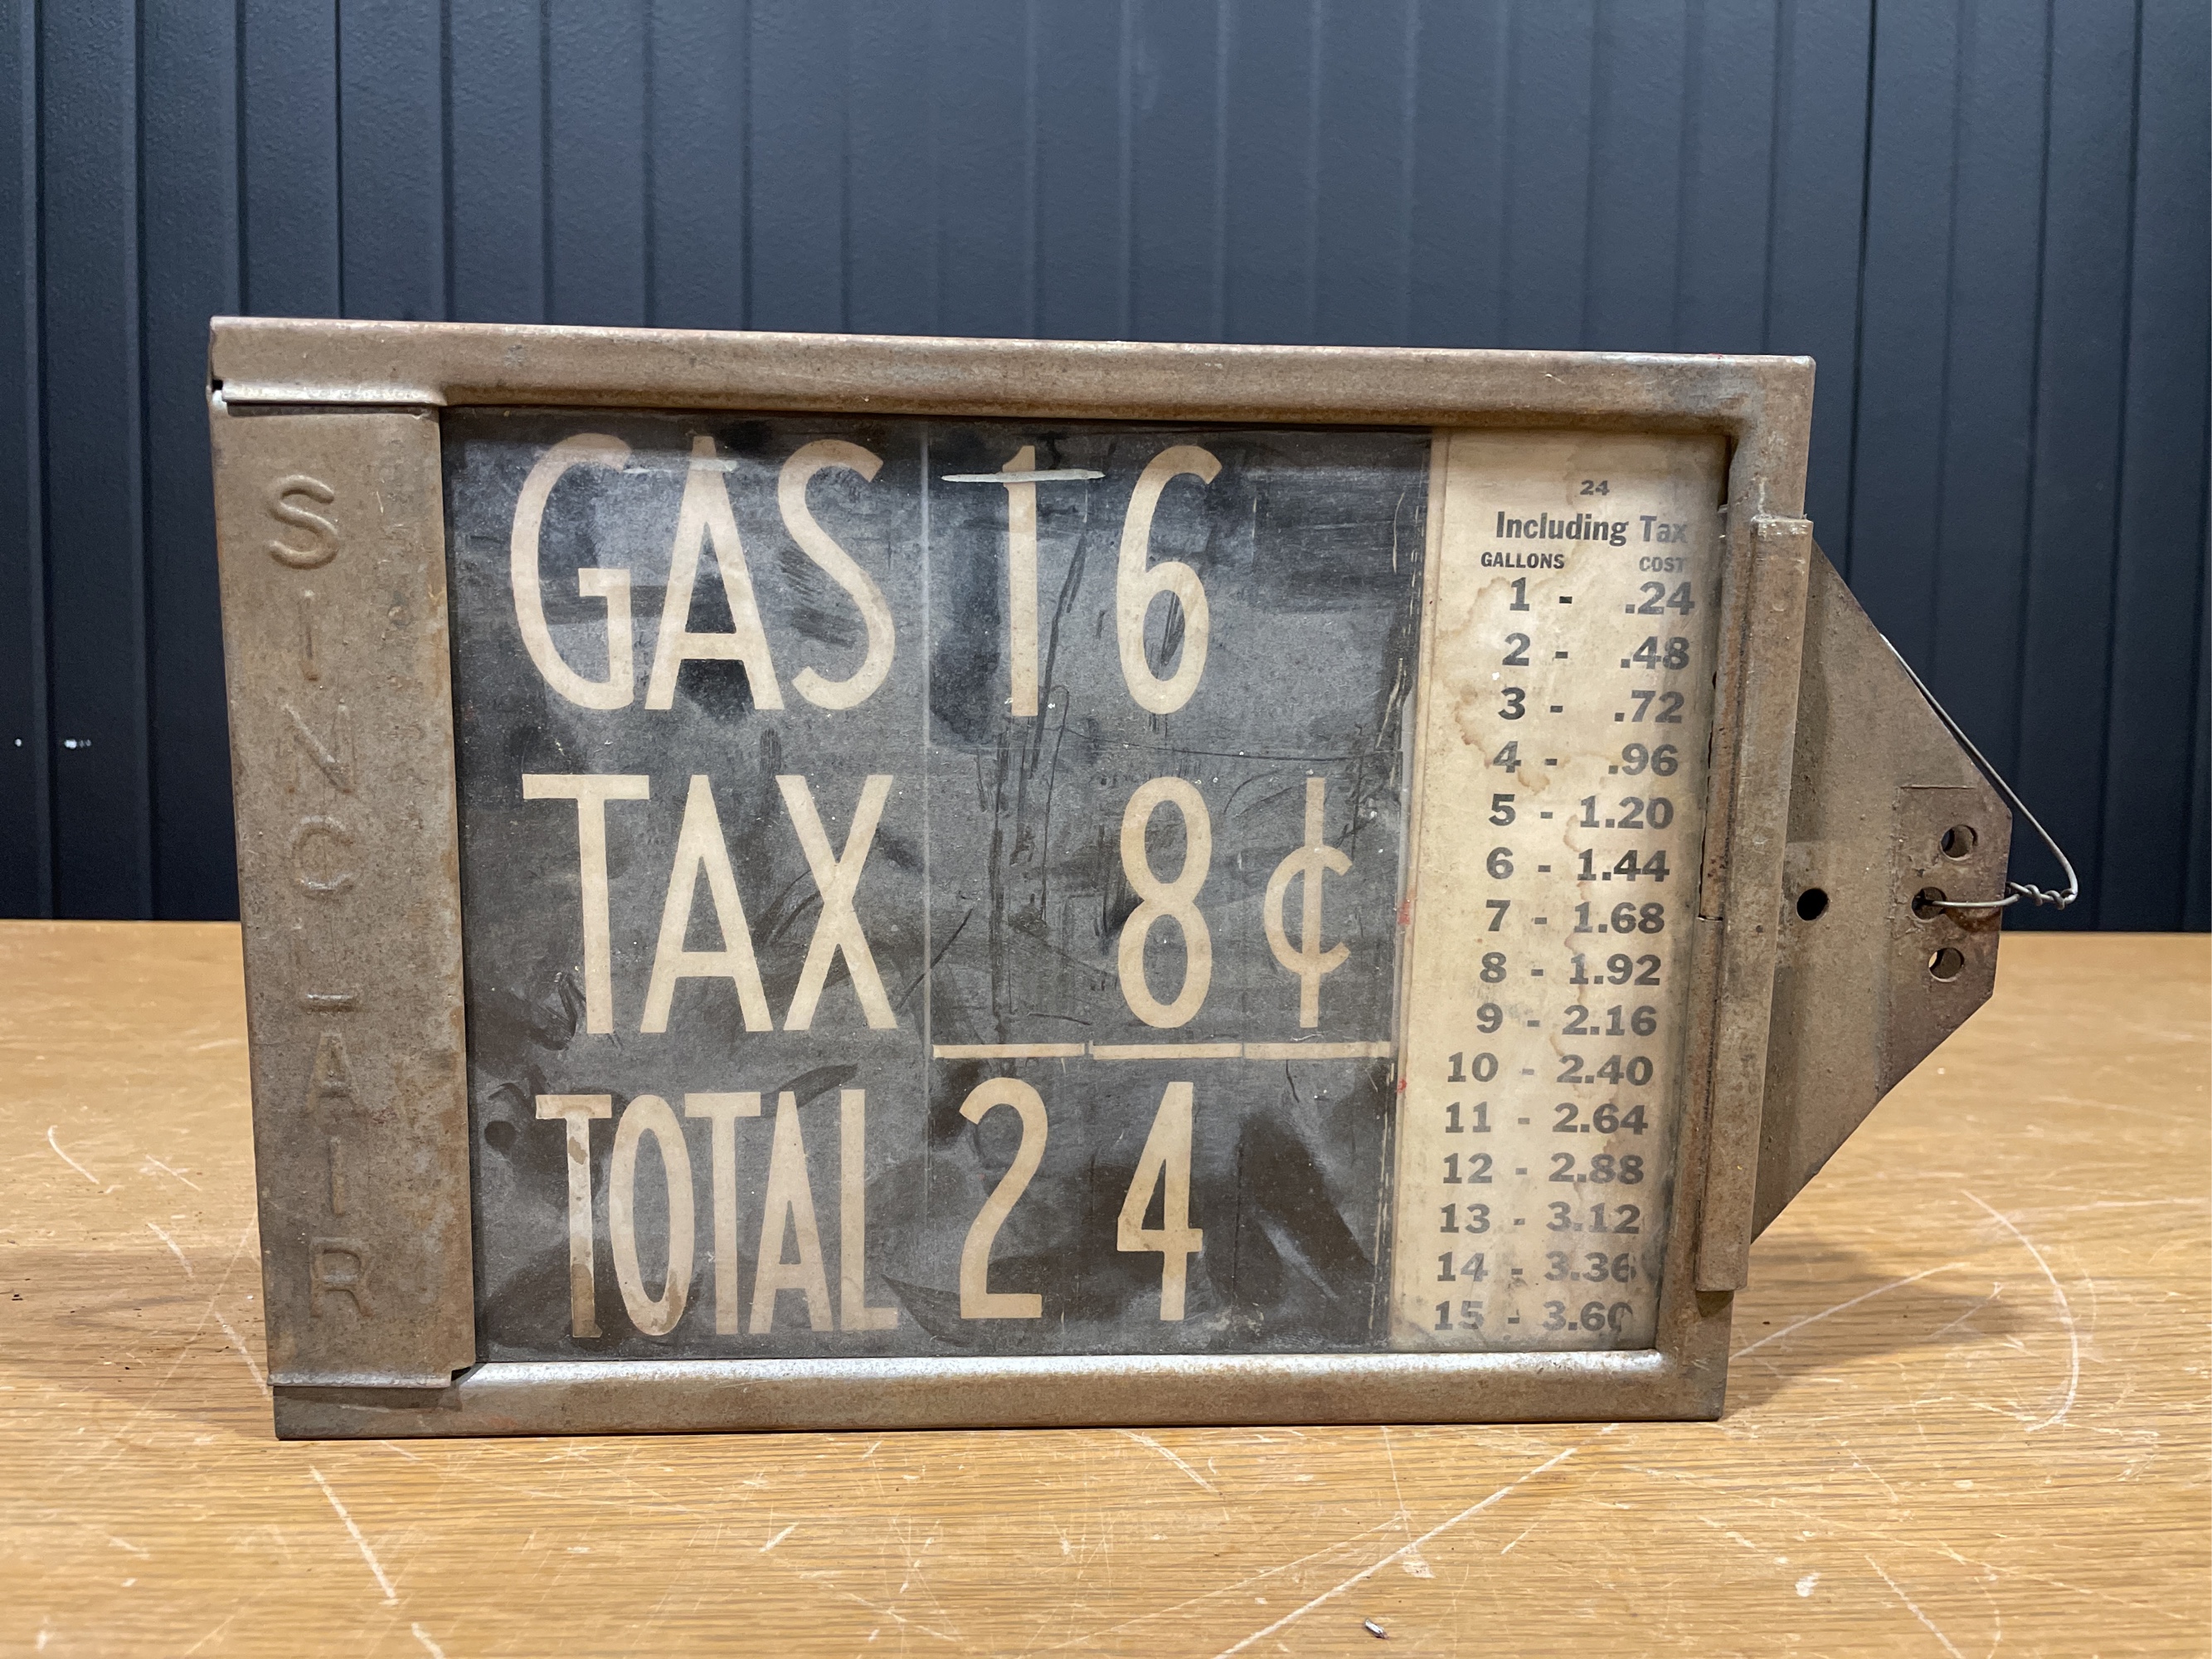 SINCLAIR
GAS 16
TAX 8¢
TOTAL 24
24
Including Tax
GALLONS COST
1 - .24
2 - .48
3 - .72
4 - .96
5 - 1.20
6 - 1.44
7 - 1.68
8 - 1.92
9 - 2.16
10 - 2.40
11 - 2.64
12 - 2.88
13 - 3.12
14 - 3.36
15 - 3.60